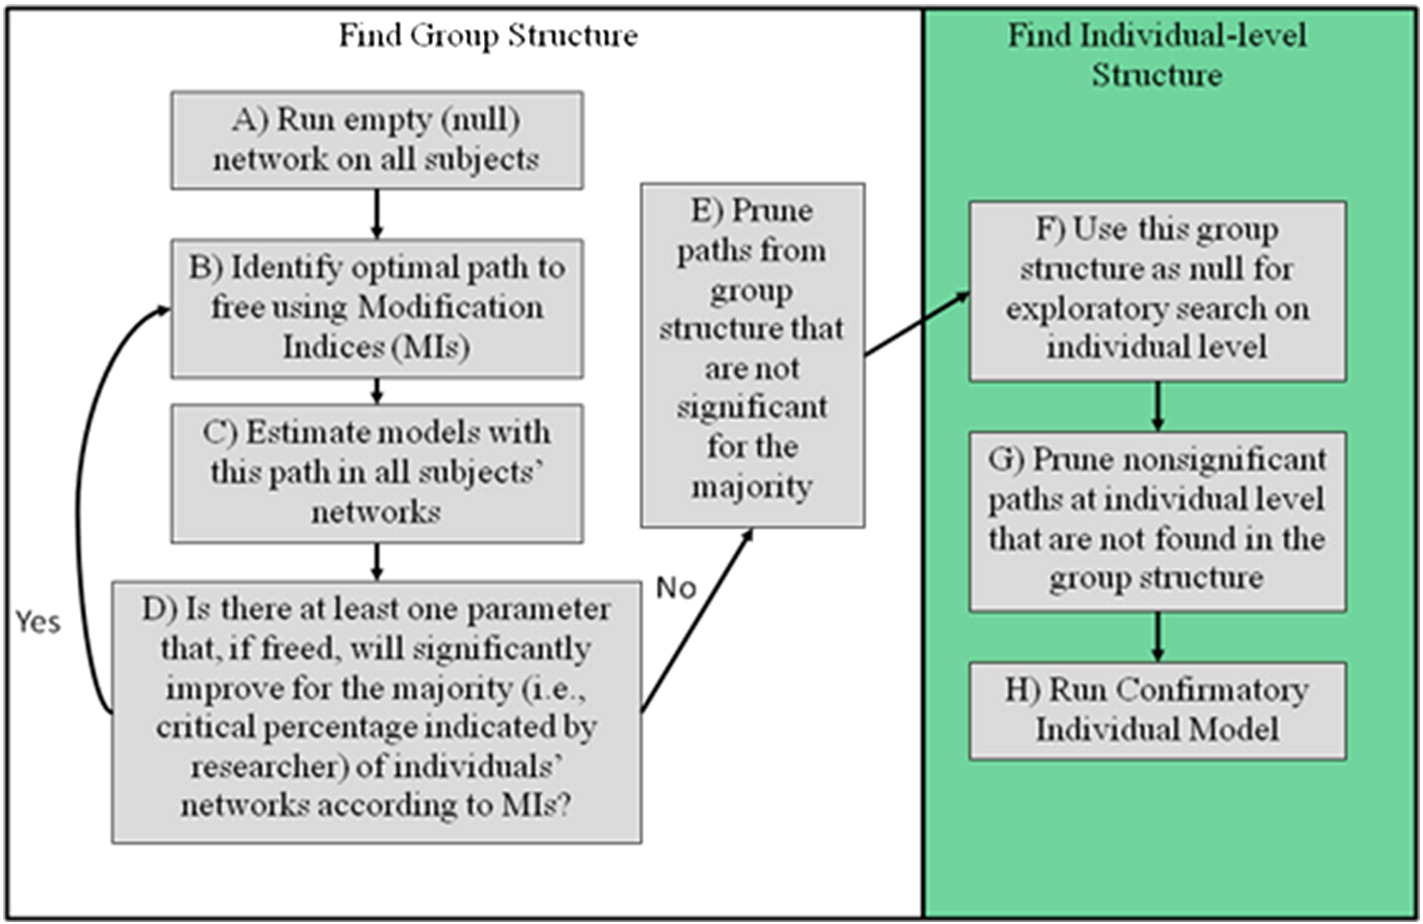 Find Group Structure
A) Run empty (null)
network on all subjects
B) Identify optimal path to
free using Modification
Indices (MIs)
C) Estimate models with
this path in all subjects’
networks
D) Is there at least one parameter
that, if freed, will significantly
improve for the majority (i.e.,
critical percentage indicated by
researcher) of individuals’
networks according to MIs?
Yes
No
E) Prune
paths from
group
structure that
are not
significant
for the
majority
Find Individual-level
Structure
F) Use this group
structure as null for
exploratory search on
individual level
G) Prune nonsignificant
paths at individual level
that are not found in the
group structure
H) Run Confirmatory
Individual Model